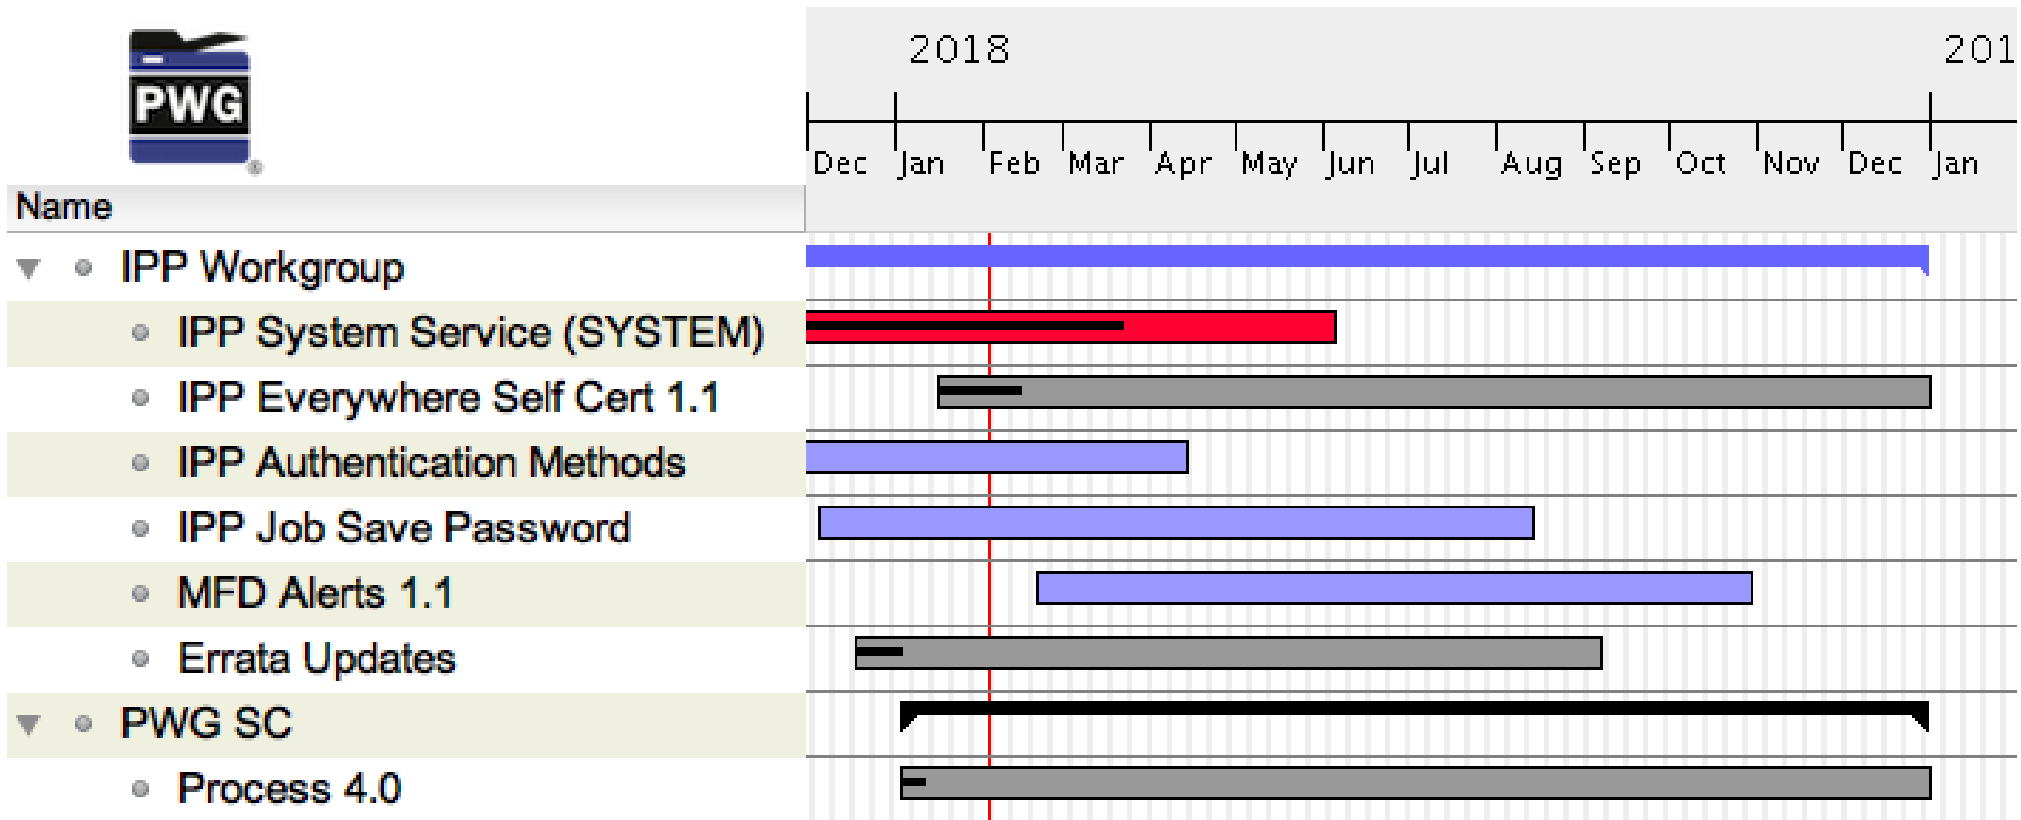 PWG
®
2018
201
Dec Jan Feb Mar Apr May Jun Jul Aug Sep Oct Nov Dec Jan
Name
IPP Workgroup
IPP System Service (SYSTEM)
IPP Everywhere Self Cert 1.1
IPP Authentication Methods
IPP Job Save Password
MFD Alerts 1.1
Errata Updates
PWG SC
Process 4.0